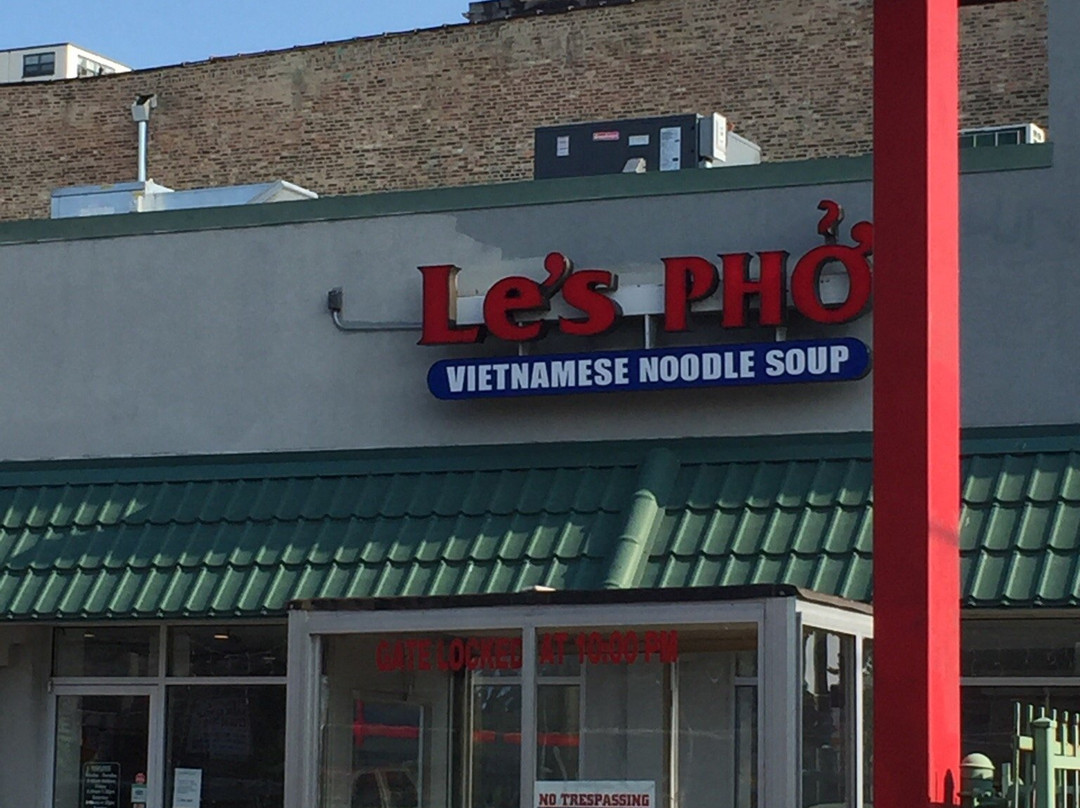 Le's PHỞ
VIETNAMESE NOODLE SOUP
GATE LOCKED AT 10:00 PM
NO TRESPASSING